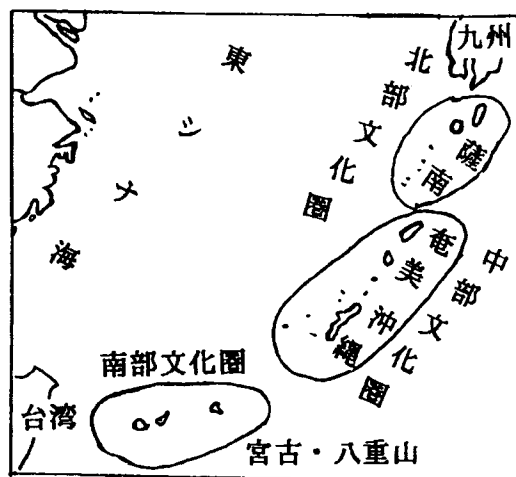 九州
東シナ海
北部文化圏
薩南
奄美
沖縄
中部文化圏
南部文化圏
台湾
宮古・八重山